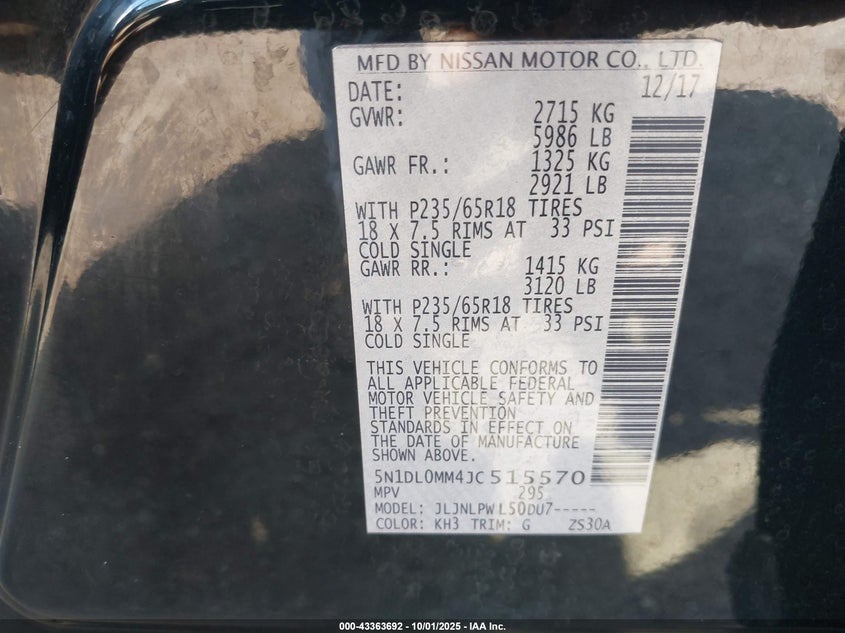 MFD BY NISSAN MOTOR CO., LTD.
DATE: 12/17
GVWR: 2715 KG
5986 LB
GAWR FR.: 1325 KG
2921 LB
WITH P235/65R18 TIRES
18 X 7.5 RIMS AT 33 PSI
COLD SINGLE
GAWR RR.: 1415 KG
3120 LB
WITH P235/65R18 TIRES
18 X 7.5 RIMS AT 33 PSI
COLD SINGLE
THIS VEHICLE CONFORMS TO
ALL APPLICABLE FEDERAL
MOTOR VEHICLE SAFETY AND
THEFT PREVENTION
STANDARDS IN EFFECT ON
THE DATE OF MANUFACTURE
SHOWN ABOVE.
5N1DL0MM4JC515570
MPV 295
MODEL: JLJNLPWLS0DU7-----
COLOR: KH3 TRIM: G ZS30A
000-43363692 - 10/01/2025 - IAA Inc.